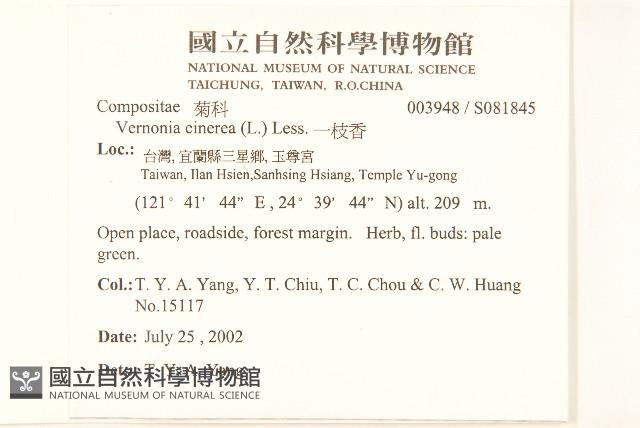 國立自然科學博物館
NATIONAL MUSEUM OF NATURAL SCIENCE
TAICHUNG, TAIWAN, R.O.CHINA
Compositae 菊科 003948 / S081845
Vernonia cinerea (L.) Less. 一枝香
Loc.: 台灣, 宜蘭縣三星鄉, 玉尊宮
Taiwan, Ilan Hsien,Sanhsing Hsiang, Temple Yu-gong
(121° 41′ 44″ E , 24° 39′ 44″ N) alt. 209 m.
Open place, roadside, forest margin. Herb, fl. buds: pale
green.
Col.: T. Y. A. Yang, Y. T. Chiu, T. C. Chou & C. W. Huang
No.15117
Date: July 25 , 2002
T. Y. A. Yang
國立自然科學博物館
NATIONAL MUSEUM OF NATURAL SCIENCE